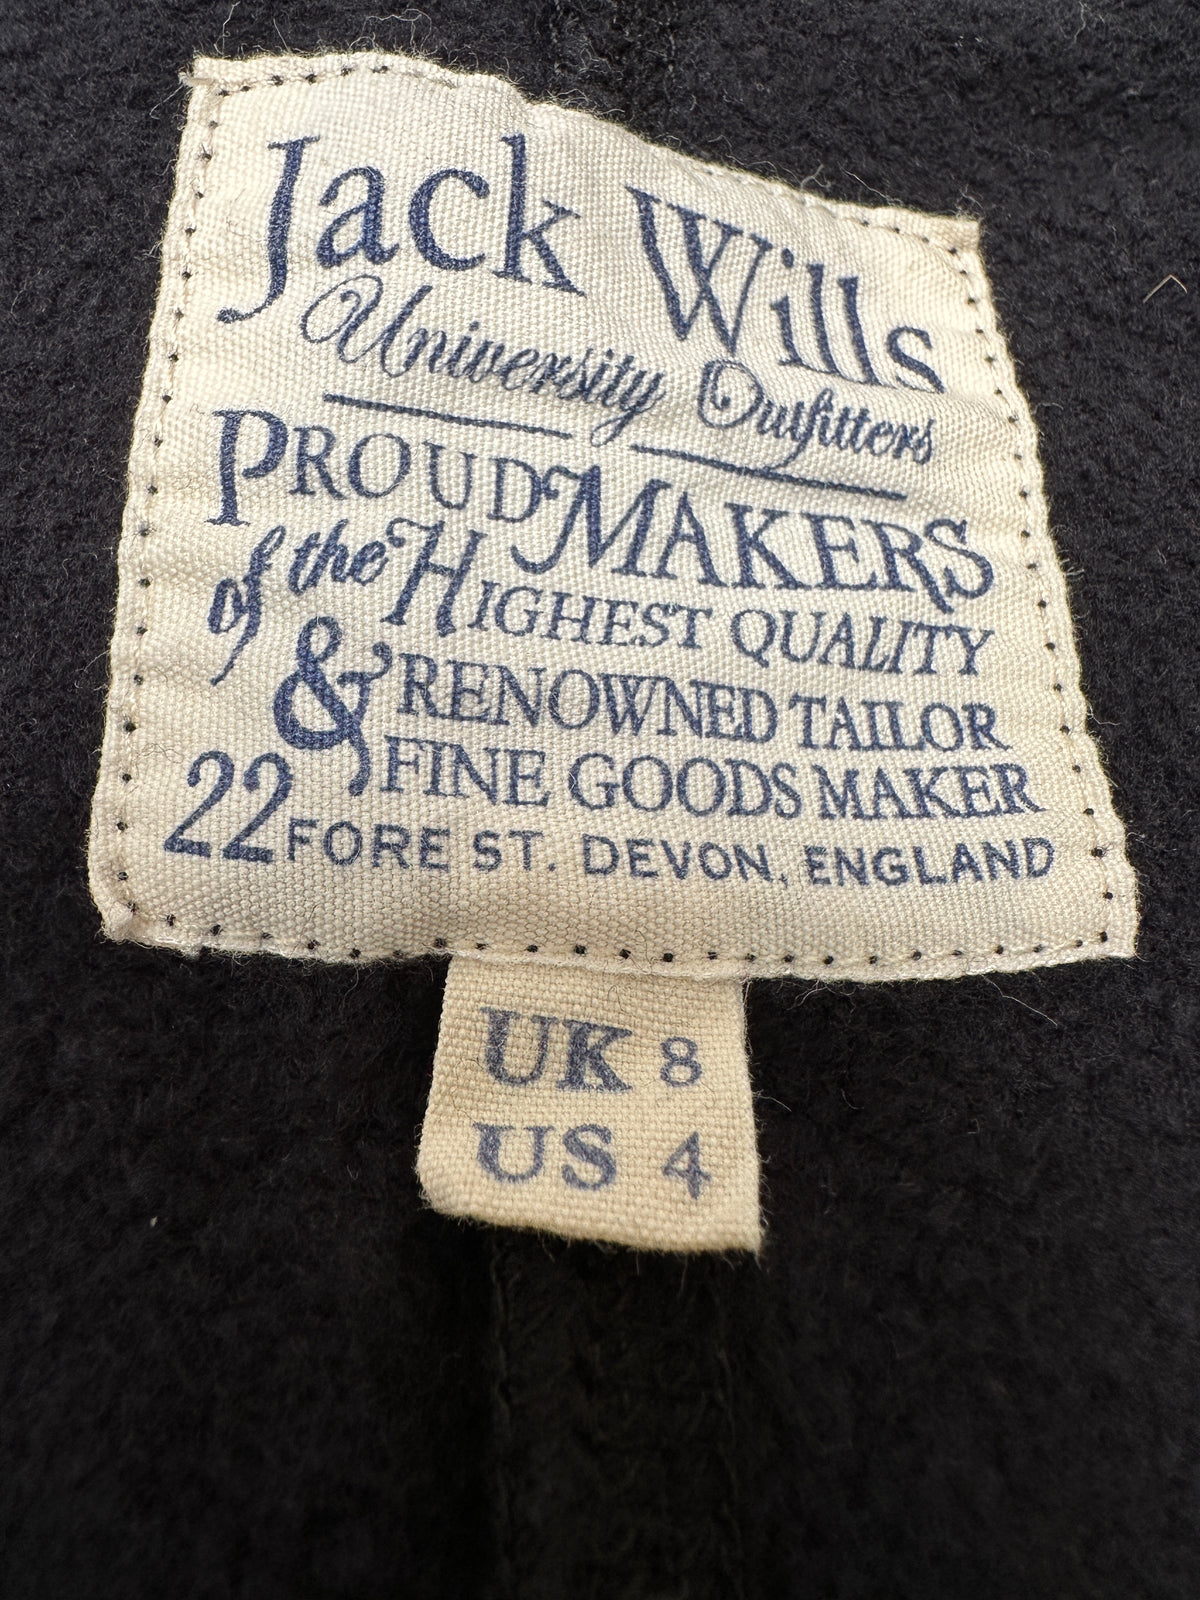 Jack Wills
University Outfitters
PROUD MAKERS
of the HIGHEST QUALITY
& RENOWNED TAILOR
FINE GOODS MAKER
22 FORE ST. DEVON, ENGLAND
UK 8
US 4